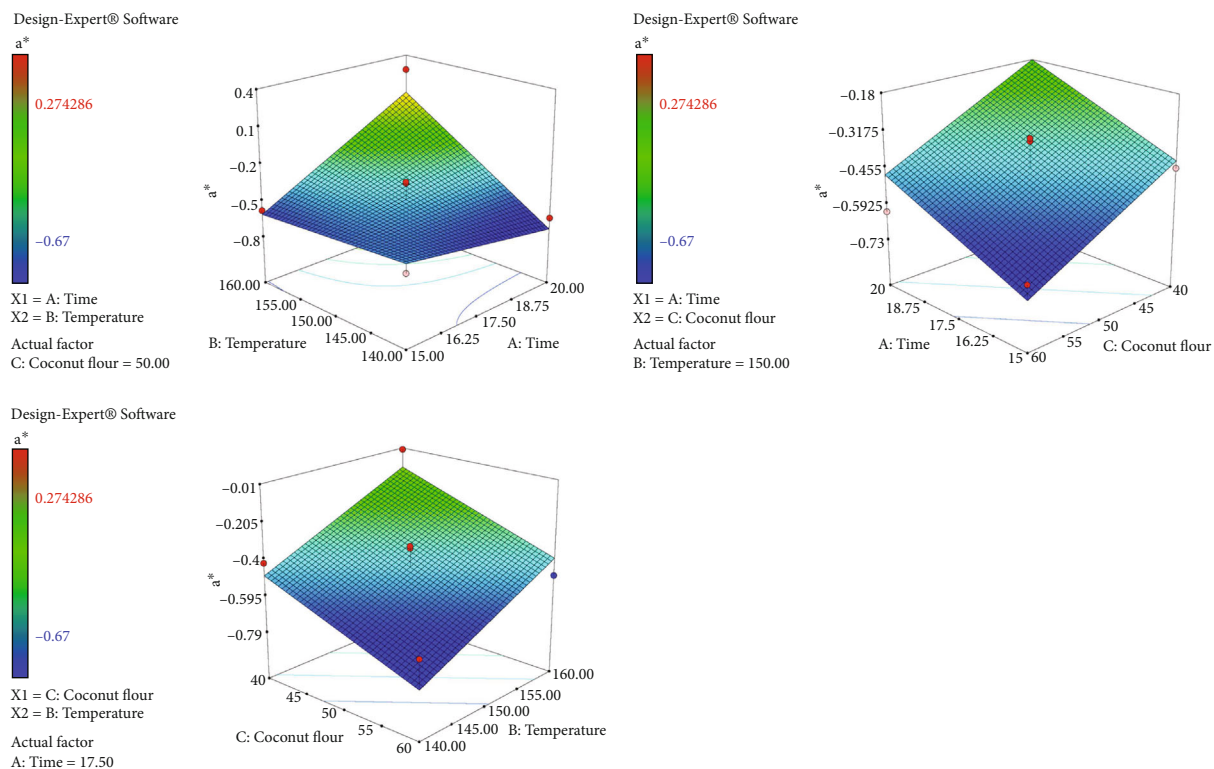 Design-Expert® Software
a*
0.274286
−0.67
X1 = A: Time
X2 = B: Temperature
Actual factor
C: Coconut flour = 50.00
0.4
0.1
−0.2
−0.5
−0.8
a*
160.00
155.00
150.00
145.00
140.00
B: Temperature
15.00
16.25
17.50
18.75
20.00
A: Time
Design-Expert® Software
a*
0.274286
−0.67
X1 = A: Time
X2 = C: Coconut flour
Actual factor
B: Temperature = 150.00
−0.18
−0.3175
−0.455
−0.5925
−0.73
a*
20
18.75
17.5
16.25
15
A: Time
60
55
50
45
40
C: Coconut flour
Design-Expert® Software
a*
0.274286
−0.67
X1 = C: Coconut flour
X2 = B: Temperature
Actual factor
A: Time = 17.50
−0.01
−0.205
−0.4
−0.595
−0.79
a*
40
45
50
55
60
C: Coconut flour
140.00
145.00
150.00
155.00
160.00
B: Temperature